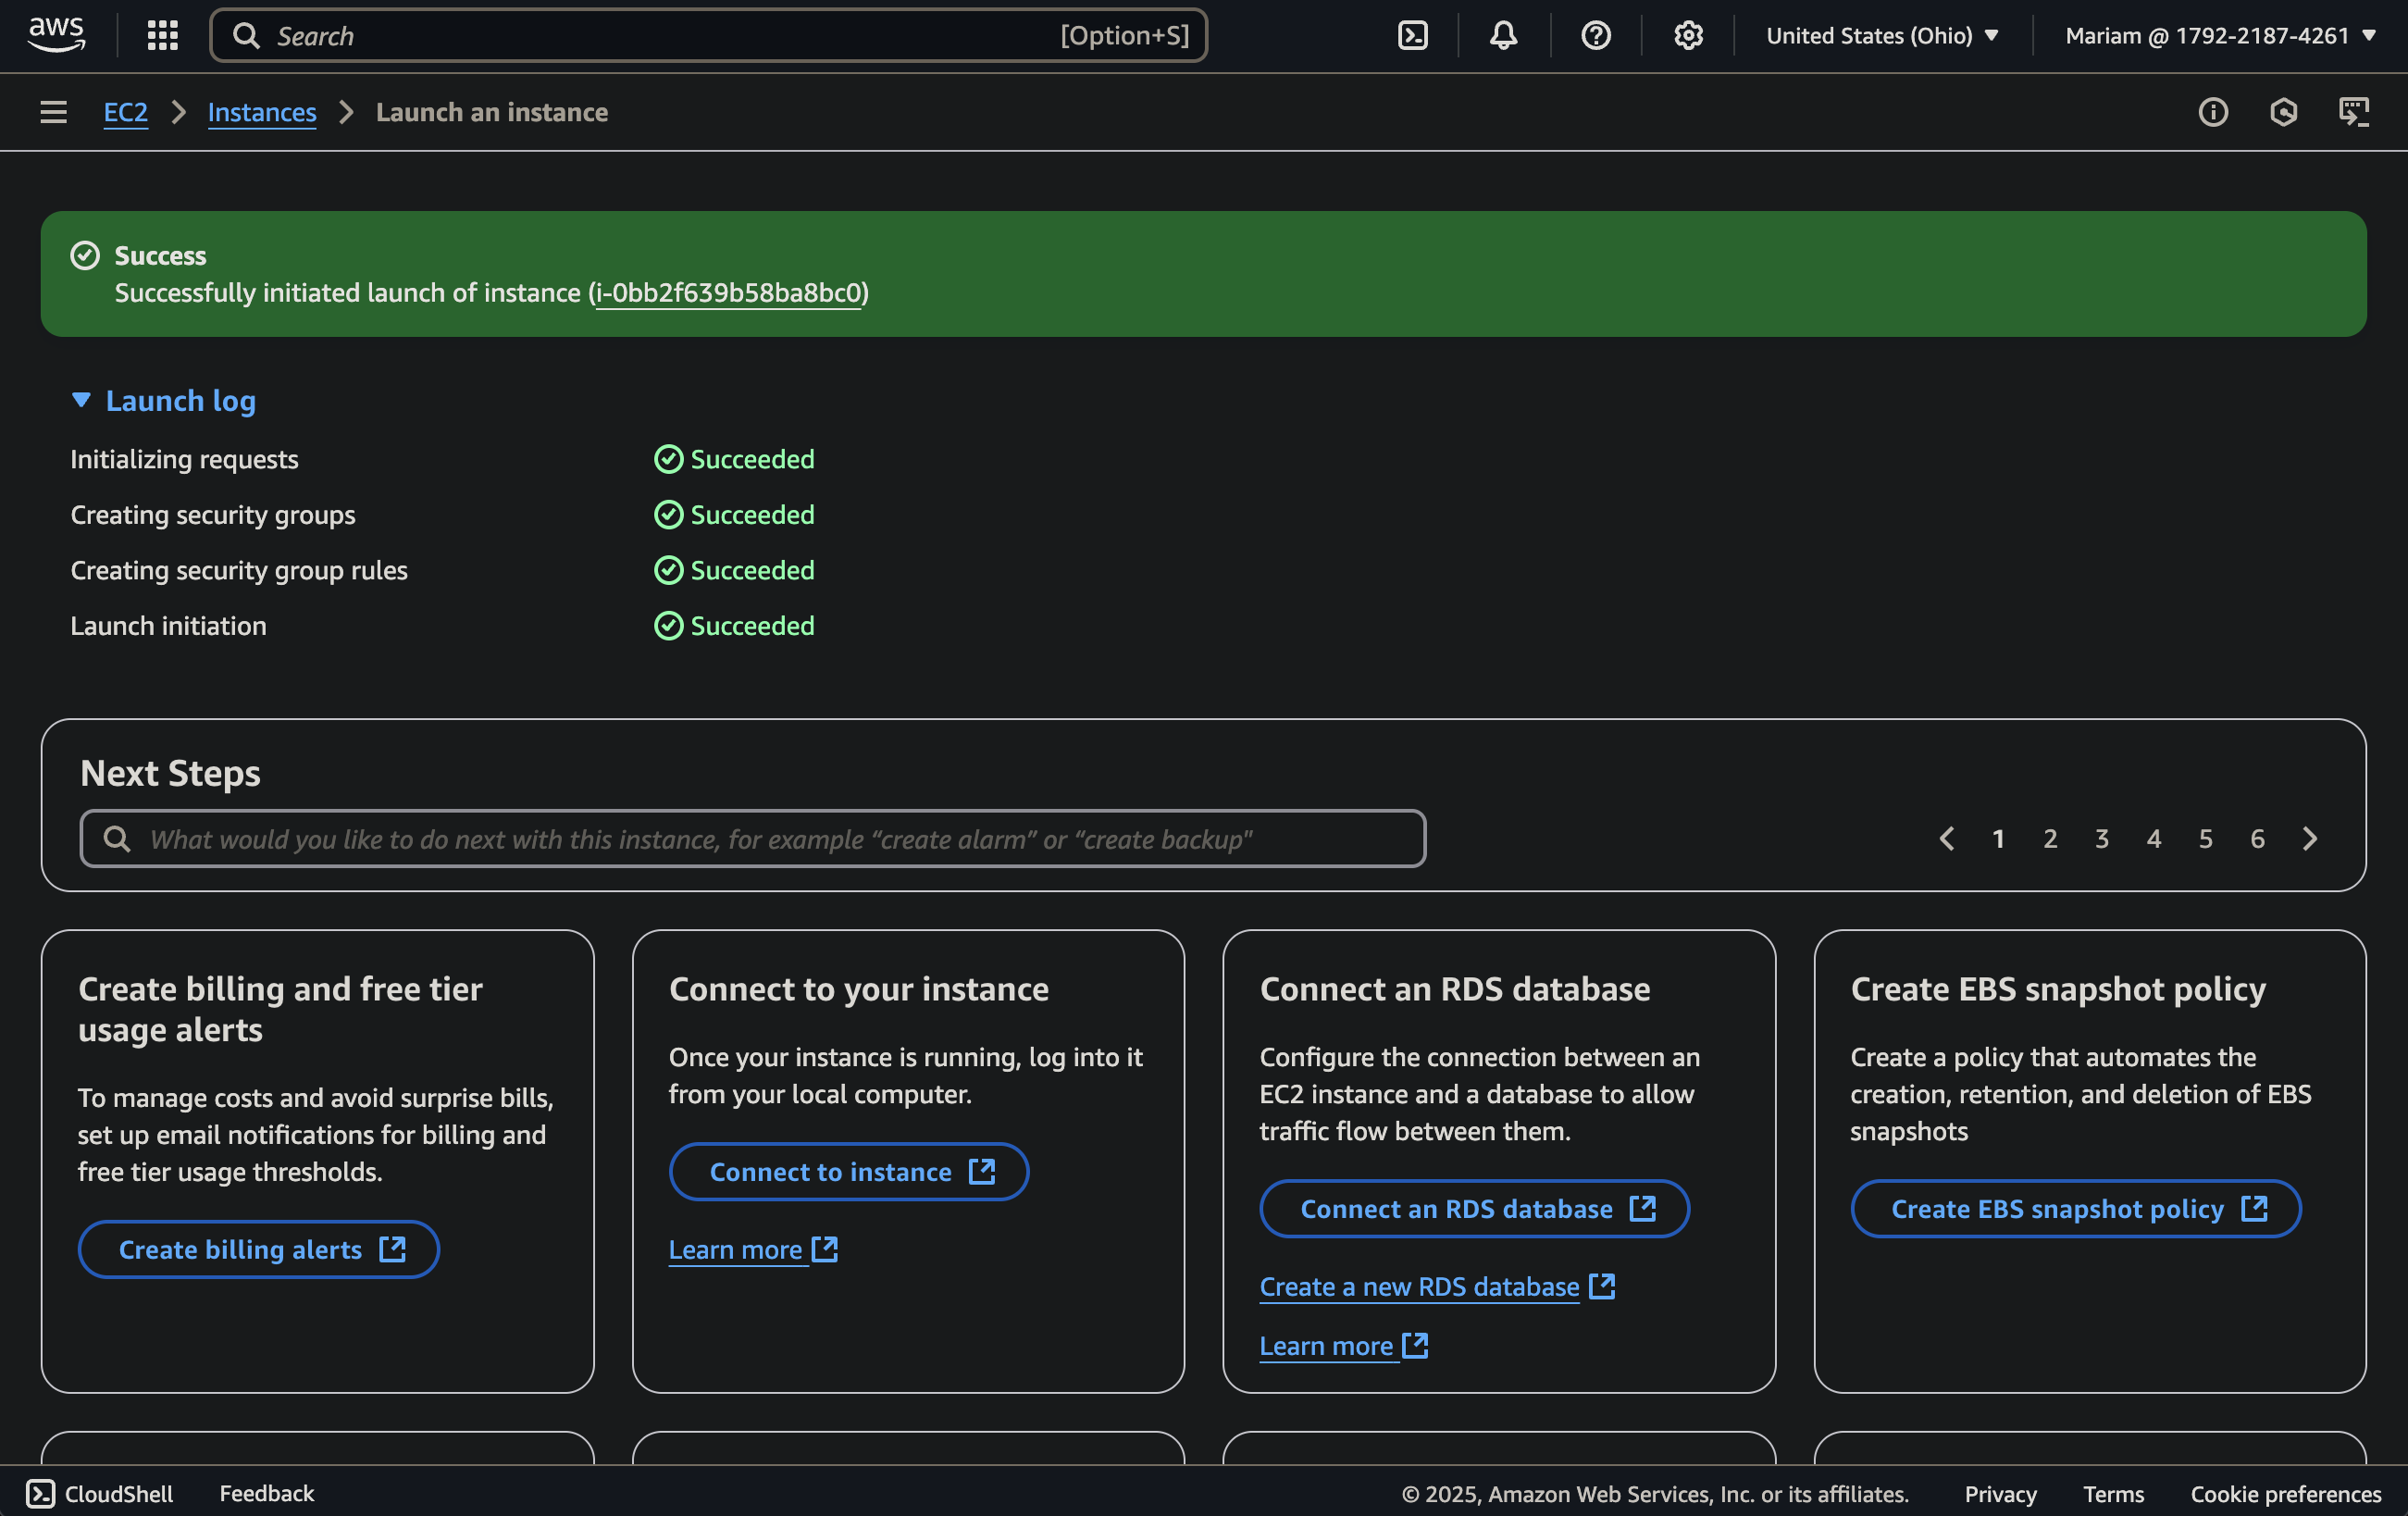 aws
Search [Option+S]
United States (Ohio)
Mariam @ 1792-2187-4261
EC2
Instances
Launch an instance
Success
Successfully initiated launch of instance (i-0bb2f639b58ba8bc0)
Launch log
Initializing requests Succeeded
Creating security groups Succeeded
Creating security group rules Succeeded
Launch initiation Succeeded
Next Steps
What would you like to do next with this instance, for example “create alarm” or “create backup"
1 2 3 4 5 6
Create billing and free tier
usage alerts
To manage costs and avoid surprise bills,
set up email notifications for billing and
free tier usage thresholds.
Create billing alerts
Connect to your instance
Once your instance is running, log into it
from your local computer.
Connect to instance
Learn more
Connect an RDS database
Configure the connection between an
EC2 instance and a database to allow
traffic flow between them.
Connect an RDS database
Create a new RDS database
Learn more
Create EBS snapshot policy
Create a policy that automates the
creation, retention, and deletion of EBS
snapshots
Create EBS snapshot policy
CloudShell
Feedback
© 2025, Amazon Web Services, Inc. or its affiliates.
Privacy
Terms
Cookie preferences